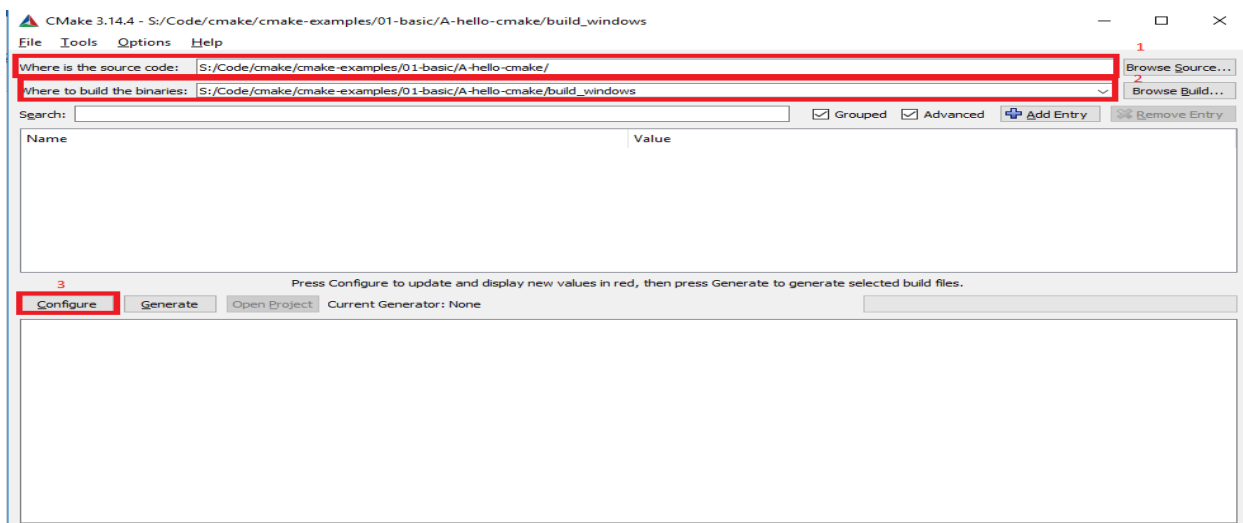 CMake 3.14.4 - S:/Code/cmake/cmake-examples/01-basic/A-hello-cmake/build_windows
File Tools Options Help
1
Where is the source code: S:/Code/cmake/cmake-examples/01-basic/A-hello-cmake/ Browse Source...
2
Where to build the binaries: S:/Code/cmake/cmake-examples/01-basic/A-hello-cmake/build_windows Browse Build...
Search: Grouped Advanced Add Entry Remove Entry
Name Value
Press Configure to update and display new values in red, then press Generate to generate selected build files.
3
Configure Generate Open Project Current Generator: None